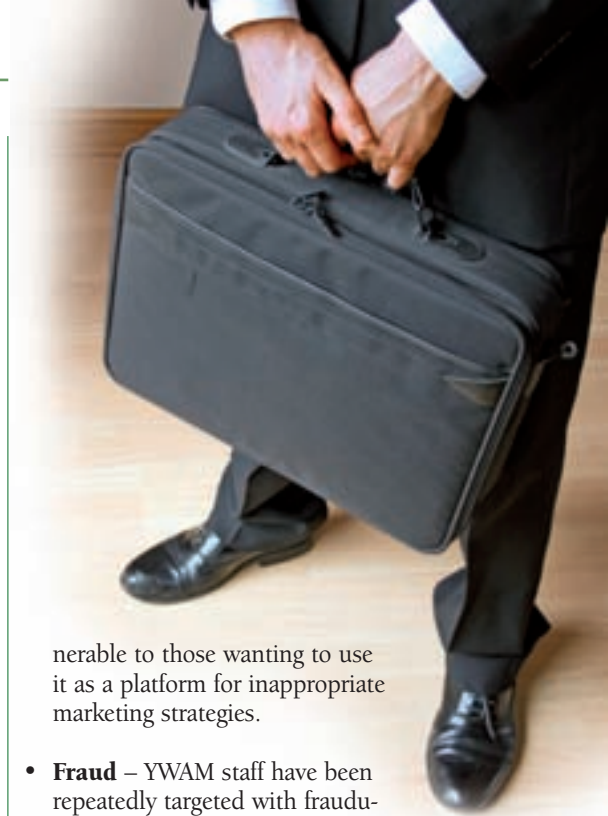 nerable to those wanting to use
it as a platform for inappropriate
marketing strategies.
• Fraud – YWAM staff have been
repeatedly targeted with fraudu-